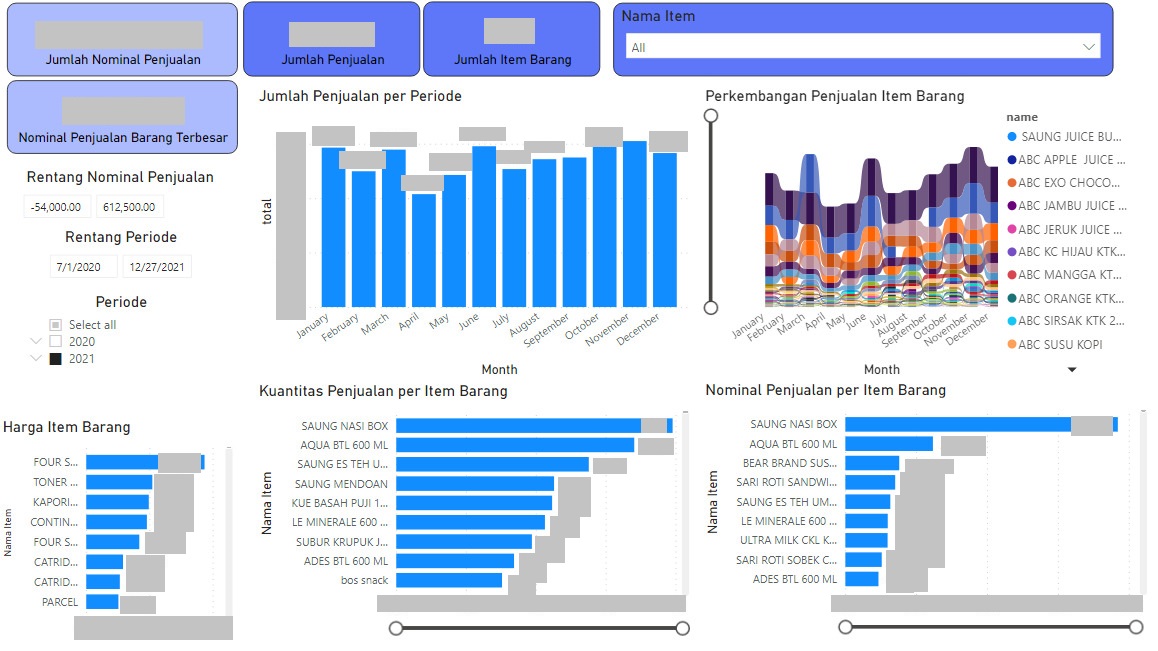 Jumlah Nominal Penjualan
Jumlah Penjualan
Jumlah Item Barang
Nama Item
All
Nominal Penjualan Barang Terbesar
Rentang Nominal Penjualan
-54,000.00
612,500.00
Rentang Periode
7/1/2020
12/27/2021
Periode
Select all
2020
2021
Jumlah Penjualan per Periode
total
January
February
March
April
May
June
July
August
September
October
November
December
Month
Perkembangan Penjualan Item Barang
January
February
March
April
May
June
July
August
September
October
November
December
Month
name
SAUNG JUICE BU...
ABC APPLE JUICE ...
ABC EXO CHOCO...
ABC JAMBU JUICE ...
ABC JERUK JUICE ...
ABC KC HIJAU KTK...
ABC MANGGA KT...
ABC ORANGE KTK...
ABC SIRSAK KTK 2...
ABC SUSU KOPI
Harga Item Barang
Nama Item
FOUR S...
TONER ...
KAPORI...
CONTIN...
FOUR S...
CATRID...
CATRID...
PARCEL
Kuantitas Penjualan per Item Barang
Nama Item
SAUNG NASI BOX
AQUA BTL 600 ML
SAUNG ES TEH U...
SAUNG MENDOAN
KUE BASAH PUJI 1...
LE MINERALE 600 ...
SUBUR KRUPUK J...
ADES BTL 600 ML
bos snack
Nominal Penjualan per Item Barang
Nama Item
SAUNG NASI BOX
AQUA BTL 600 ML
BEAR BRAND SUS...
SARI ROTI SANDWI...
SAUNG ES TEH UM...
LE MINERALE 600 ...
ULTRA MILK CKL K...
SARI ROTI SOBEK C...
ADES BTL 600 ML